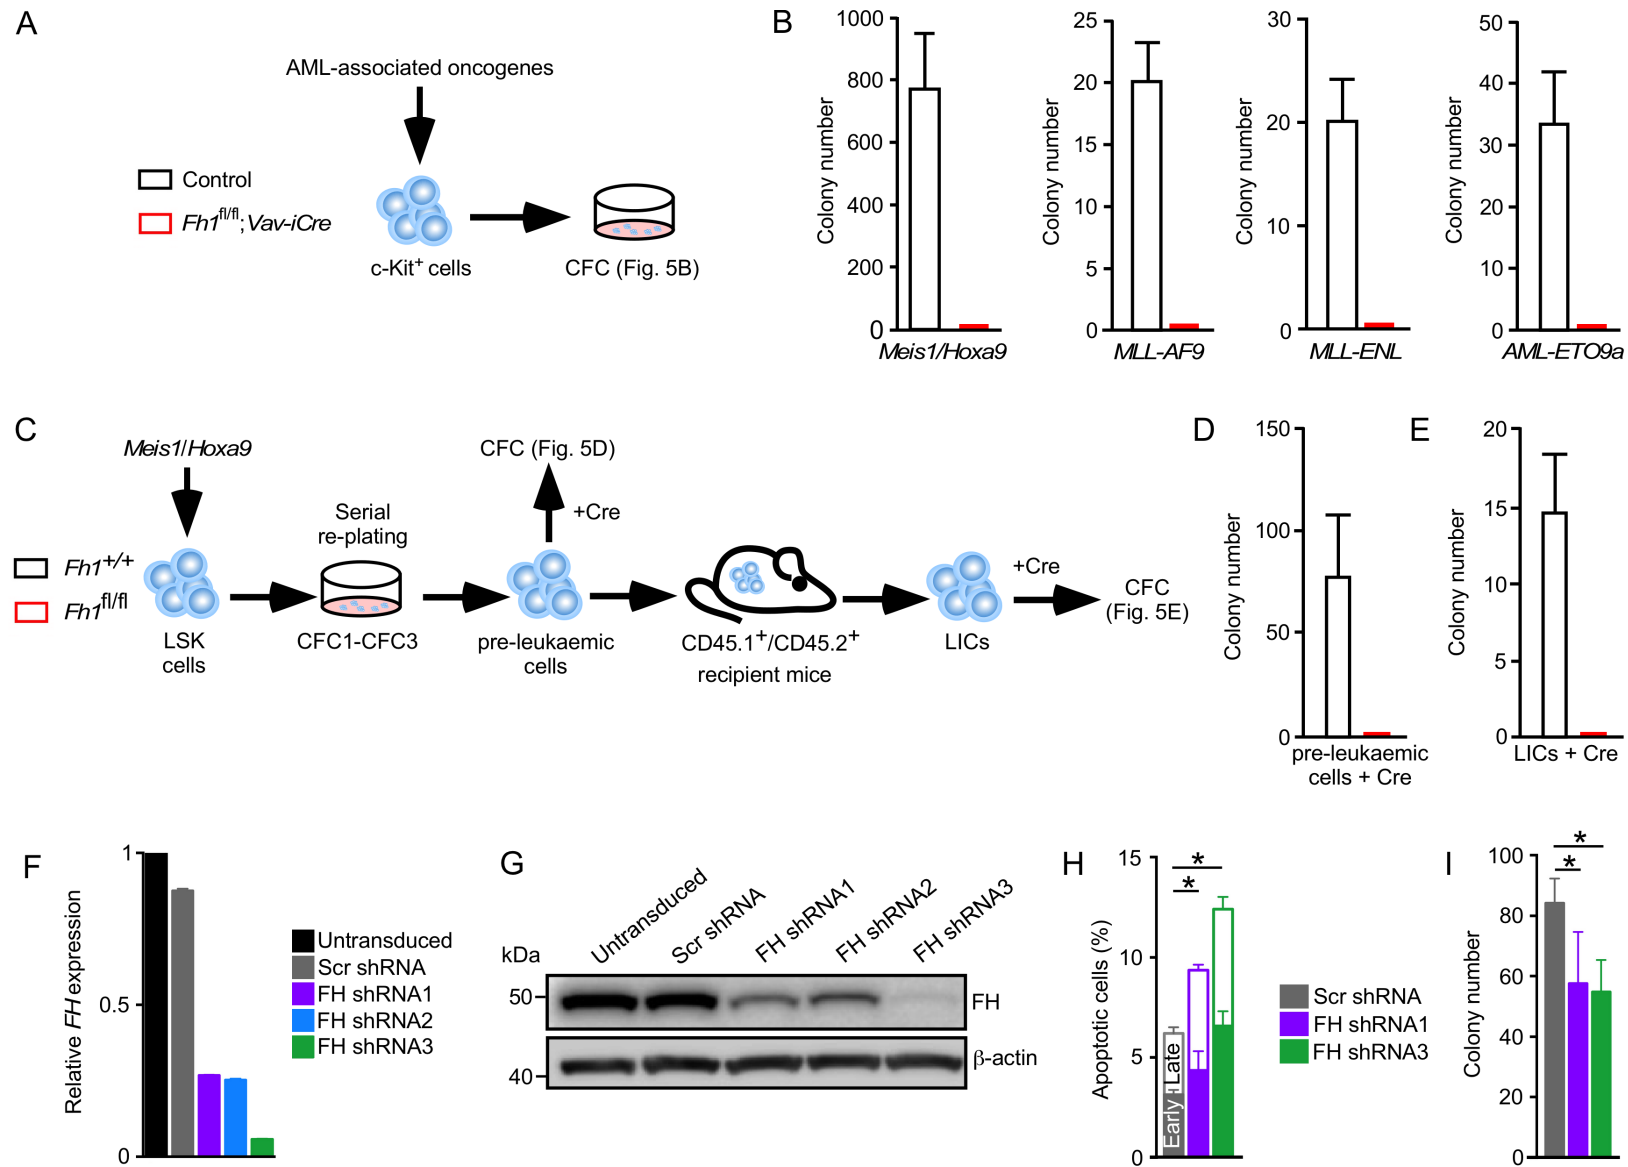 A
AML-associated oncogenes
Control
Fh1fl/fl;Vav-iCre
c-Kit+ cells
CFC (Fig. 5B)
B
Colony number
1000
800
600
400
200
0
Meis1/Hoxa9
Colony number
25
20
15
10
5
0
MLL-AF9
Colony number
30
20
10
0
MLL-ENL
Colony number
50
40
30
20
10
0
AML-ETO9a
C
Meis1/Hoxa9
Fh1+/+
Fh1fl/fl
LSK
cells
Serial
re-plating
CFC1-CFC3
CFC (Fig. 5D)
+Cre
pre-leukaemic
cells
CD45.1+/CD45.2+
recipient mice
LICs
+Cre
CFC
(Fig. 5E)
D
Colony number
150
100
50
0
pre-leukaemic
cells + Cre
E
Colony number
20
15
10
5
0
LICs + Cre
F
Relative FH expression
1
0.5
0
Untransduced
Scr shRNA
FH shRNA1
FH shRNA2
FH shRNA3
G
kDa
Untransduced
Scr shRNA
FH shRNA1
FH shRNA2
FH shRNA3
50
FH
40
β-actin
H
Apoptotic cells (%)
15
10
5
0
* 
*
Early
Late
Scr shRNA
FH shRNA1
FH shRNA3
I
Colony number
100
80
60
40
20
0
*
*